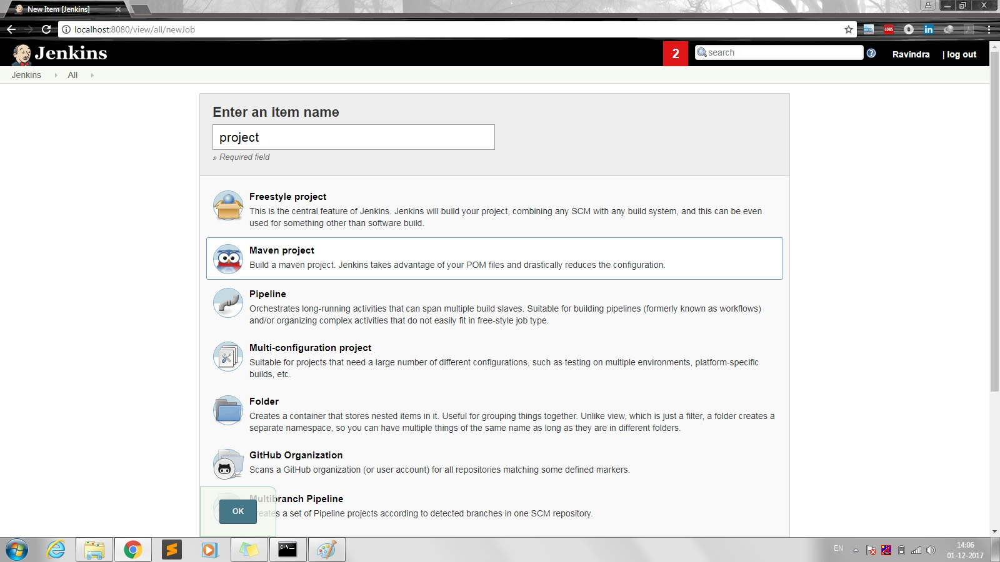 New Item [Jenkins]
localhost:8080/view/all/newJob
CORS
in
Jenkins
2
search
?
Ravindra
| log out
Jenkins
All
Enter an item name
project
» Required field
Freestyle project
This is the central feature of Jenkins. Jenkins will build your project, combining any SCM with any build system, and this can be even
used for something other than software build.
Maven project
Build a maven project. Jenkins takes advantage of your POM files and drastically reduces the configuration.
Pipeline
Orchestrates long-running activities that can span multiple build slaves. Suitable for building pipelines (formerly known as workflows)
and/or organizing complex activities that do not easily fit in free-style job type.
Multi-configuration project
Suitable for projects that need a large number of different configurations, such as testing on multiple environments, platform-specific
builds, etc.
Folder
Creates a container that stores nested items in it. Useful for grouping things together. Unlike view, which is just a filter, a folder creates a
separate namespace, so you can have multiple things of the same name as long as they are in different folders.
GitHub Organization
Scans a GitHub organization (or user account) for all repositories matching some defined markers.
Multibranch Pipeline
OK
Creates a set of Pipeline projects according to detected branches in one SCM repository.
C:\
EN
14:06
01-12-2017